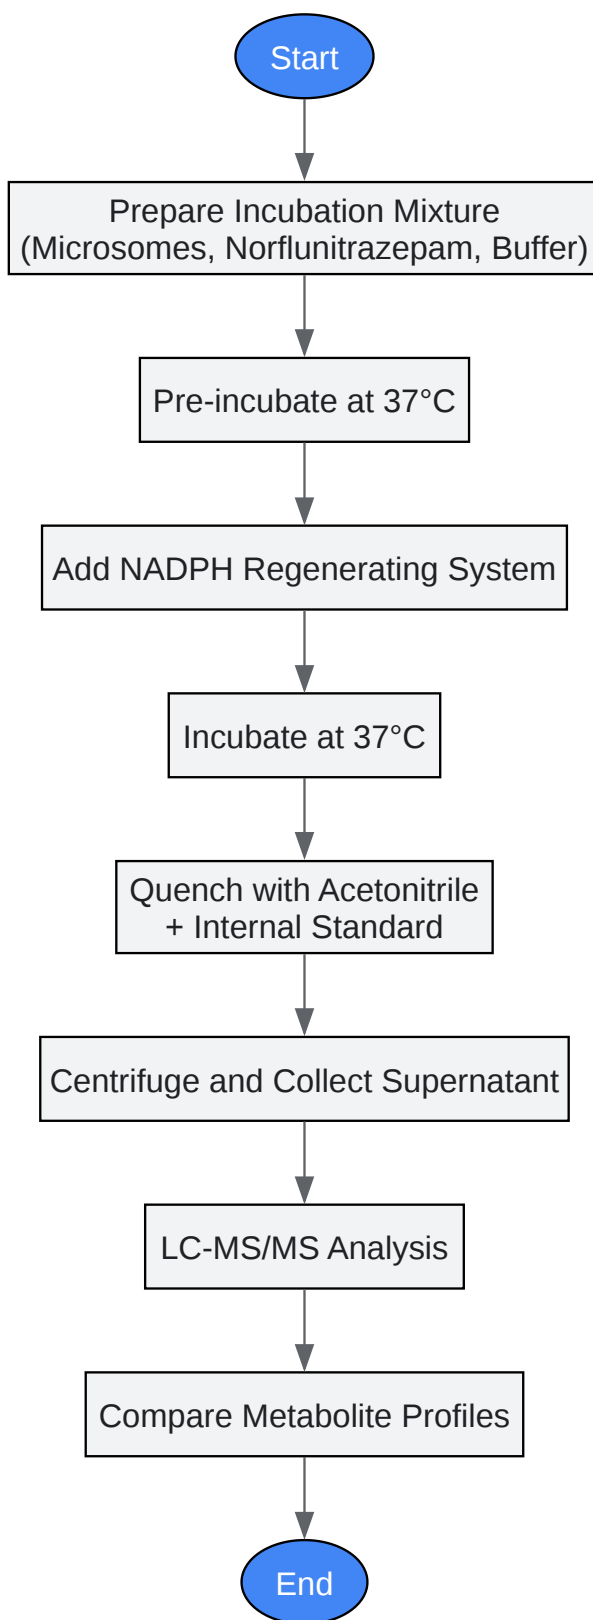 Start
Prepare Incubation Mixture
(Microsomes, Norflunitrazepam, Buffer)
Pre-incubate at 37°C
Add NADPH Regenerating System
Incubate at 37°C
Quench with Acetonitrile
+ Internal Standard
Centrifuge and Collect Supernatant
LC-MS/MS Analysis
Compare Metabolite Profiles
End